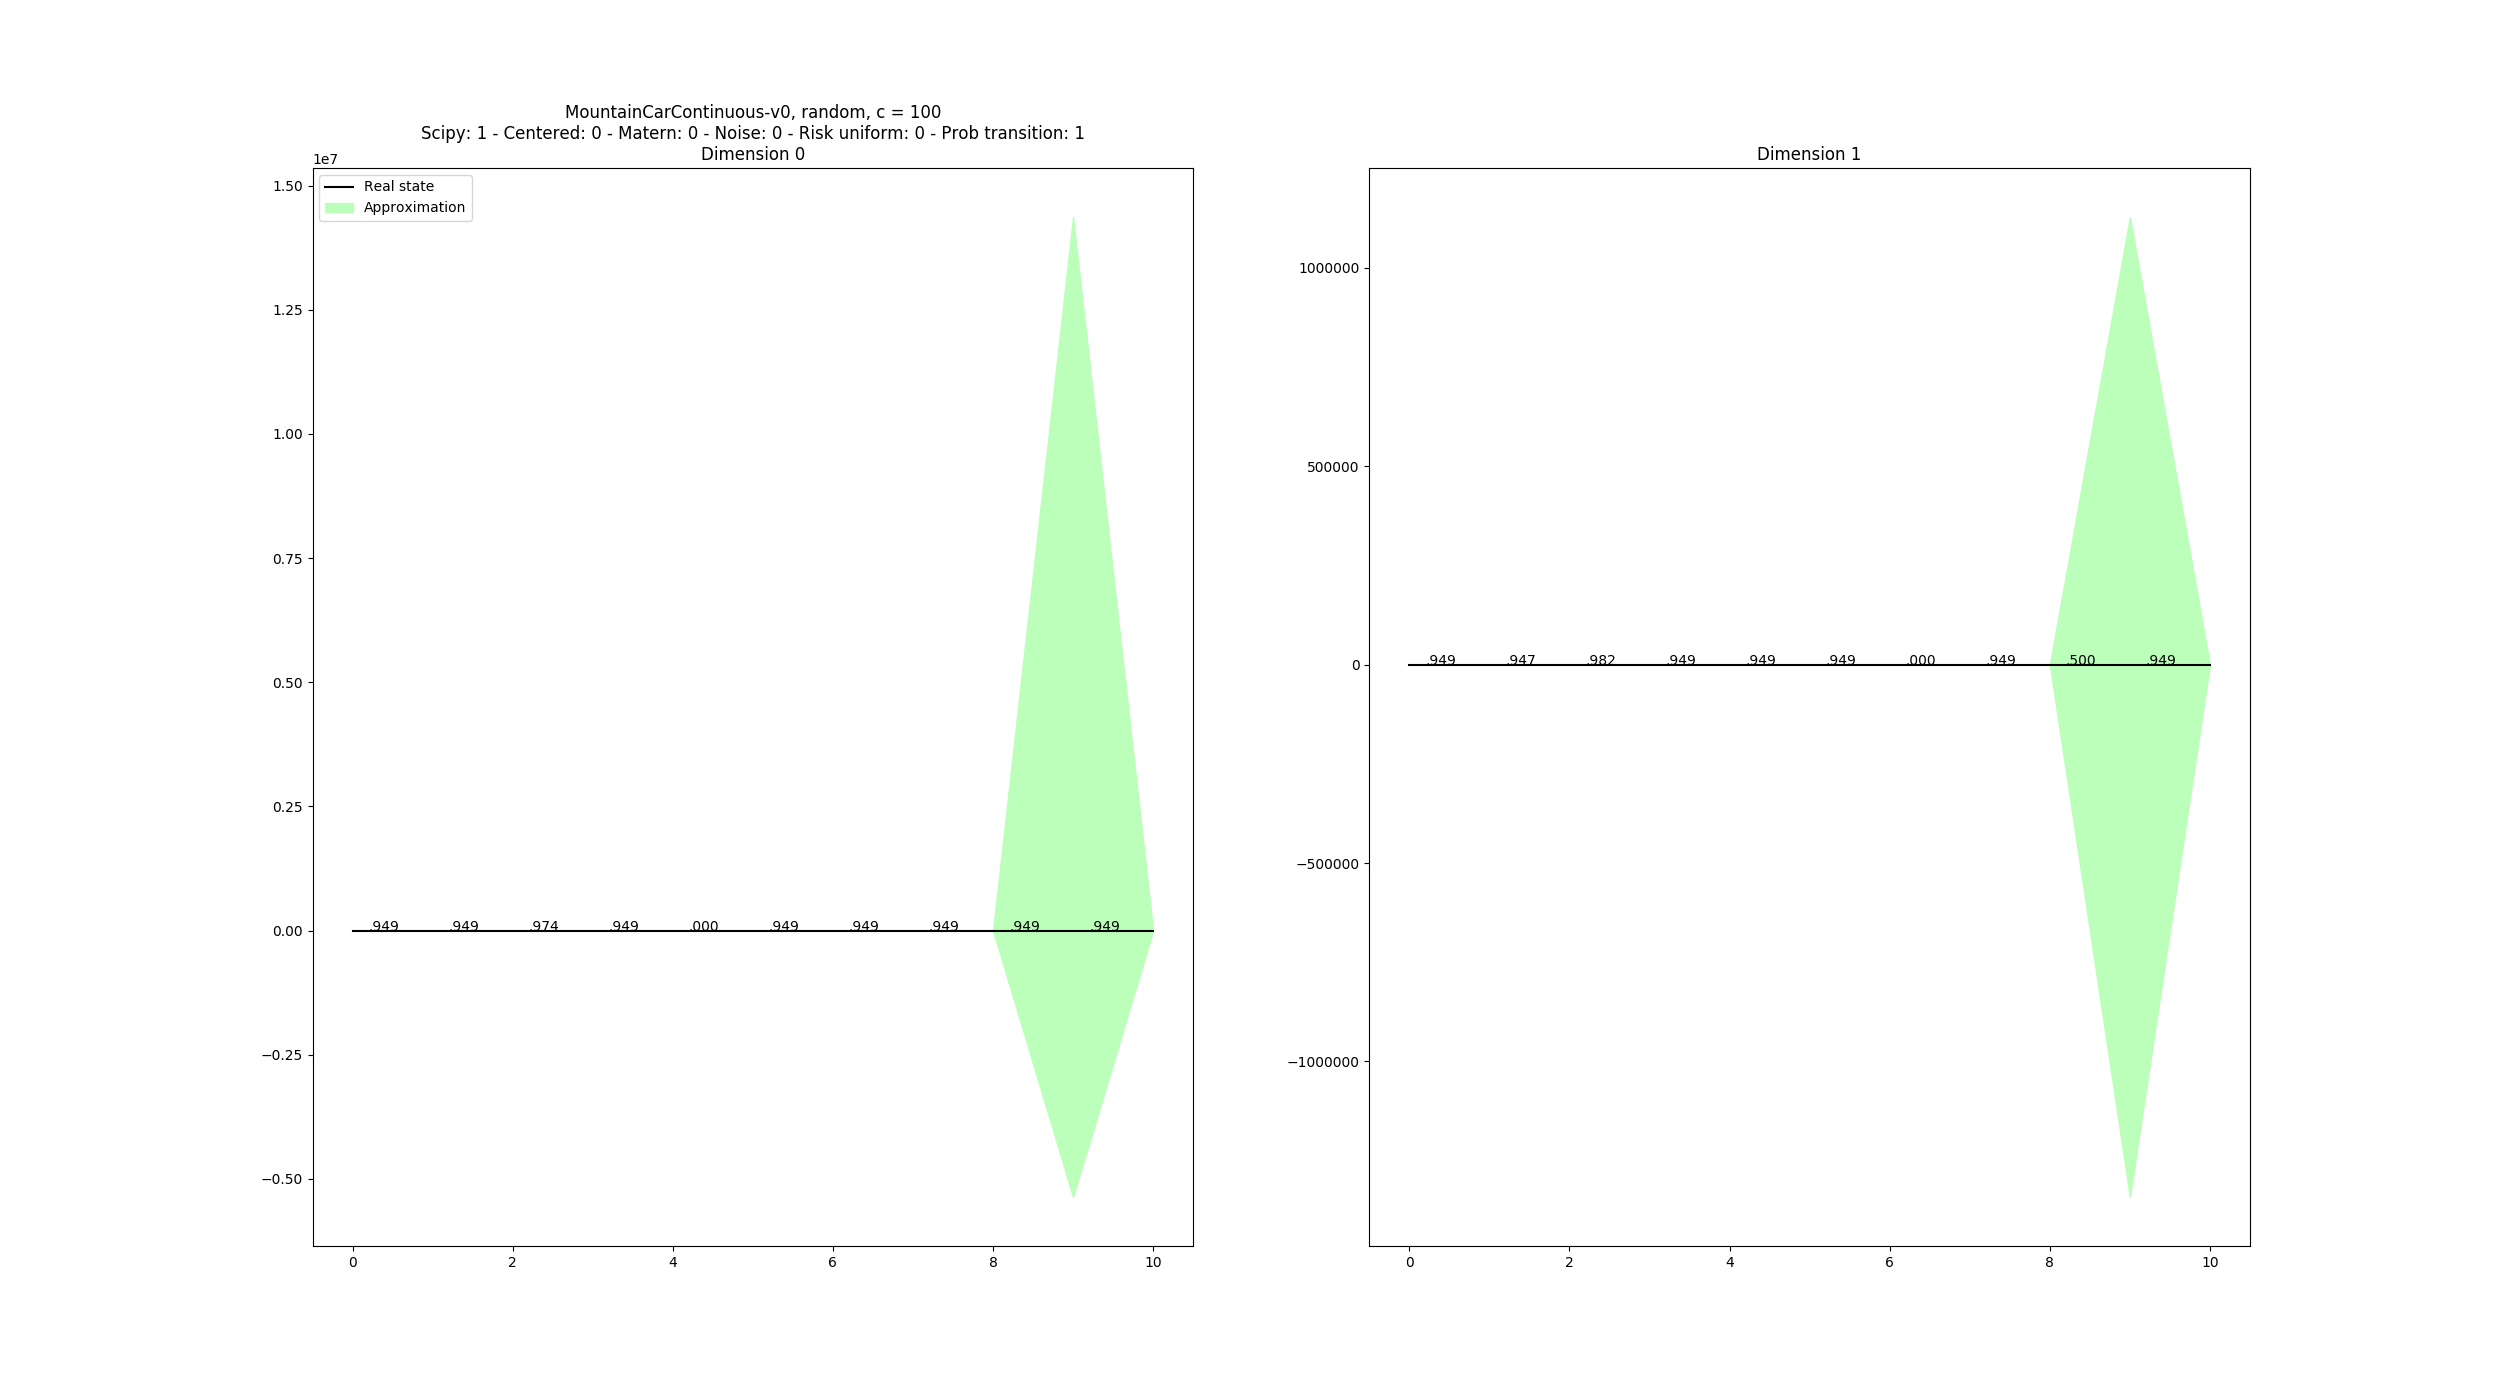 MountainCarContinuous-v0, random, c = 100
Scipy: 1 - Centered: 0 - Matern: 0 - Noise: 0 - Risk uniform: 0 - Prob transition: 1
Dimension 0
1e7
Real state
Approximation
1.50
1.25
1.00
0.75
0.50
0.25
0.00
−0.25
−0.50
.949 .949 .974 .949 .000 .949 .949 .949 .949 .949
0 2 4 6 8 10
Dimension 1
1000000
500000
0
−500000
−1000000
.949 .947 .982 .949 .949 .949 .000 .949 .500 .949
0 2 4 6 8 10